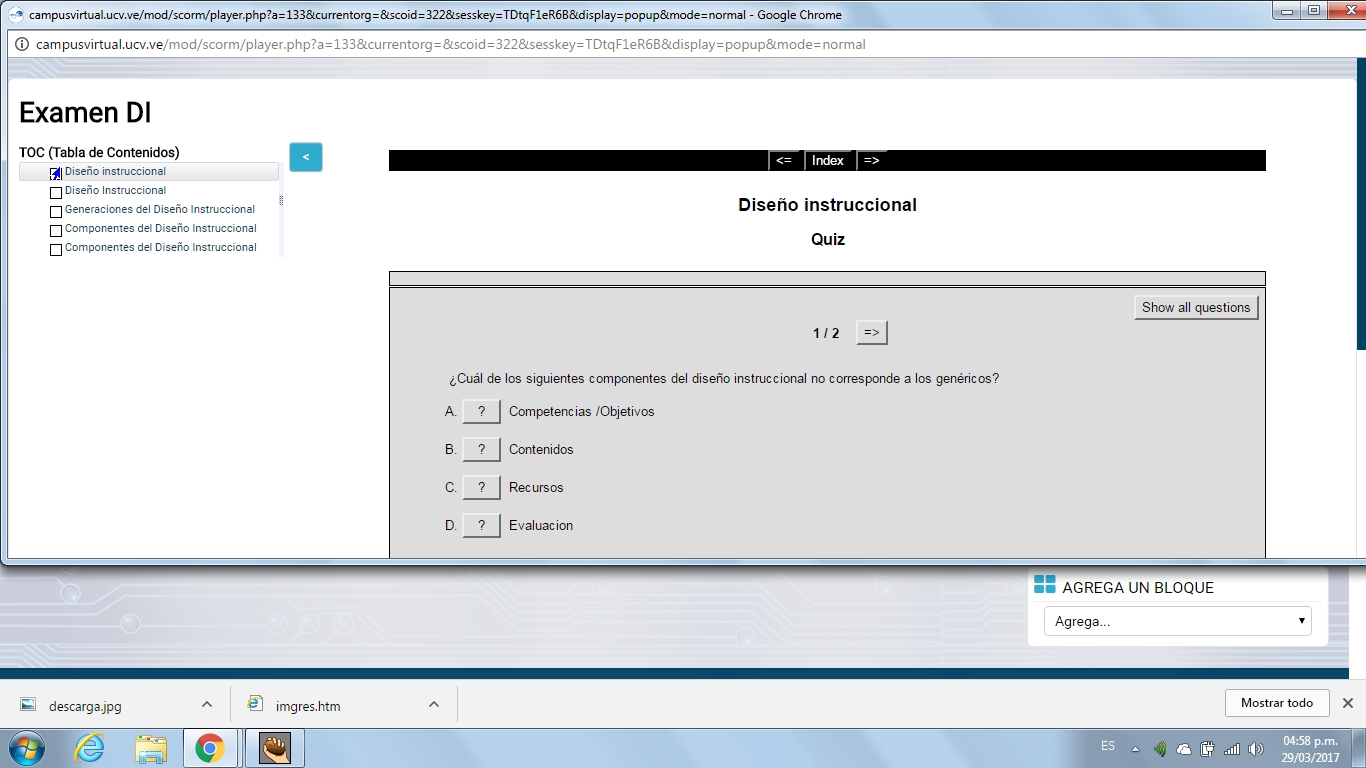 campusvirtual.ucv.ve/mod/scorm/player.php?a=133&currentorg=&scoid=322&sesskey=TDtqF1eR6B&display=popup&mode=normal - Google Chrome
campusvirtual.ucv.ve/mod/scorm/player.php?a=133&currentorg=&scoid=322&sesskey=TDtqF1eR6B&display=popup&mode=normal
Examen DI
TOC (Tabla de Contenidos)
Diseño instruccional
Diseño Instruccional
Generaciones del Diseño Instruccional
Componentes del Diseño Instruccional
Componentes del Diseño Instruccional
<
<= Index =>
Diseño instruccional
Quiz
Show all questions
1 / 2 =>
¿Cuál de los siguientes componentes del diseño instruccional no corresponde a los genéricos?
A. ? Competencias /Objetivos
B. ? Contenidos
C. ? Recursos
D. ? Evaluacion
AGREGA UN BLOQUE
Agrega...
descarga.jpg
imgres.htm
Mostrar todo
ES
04:58 p.m.
29/03/2017